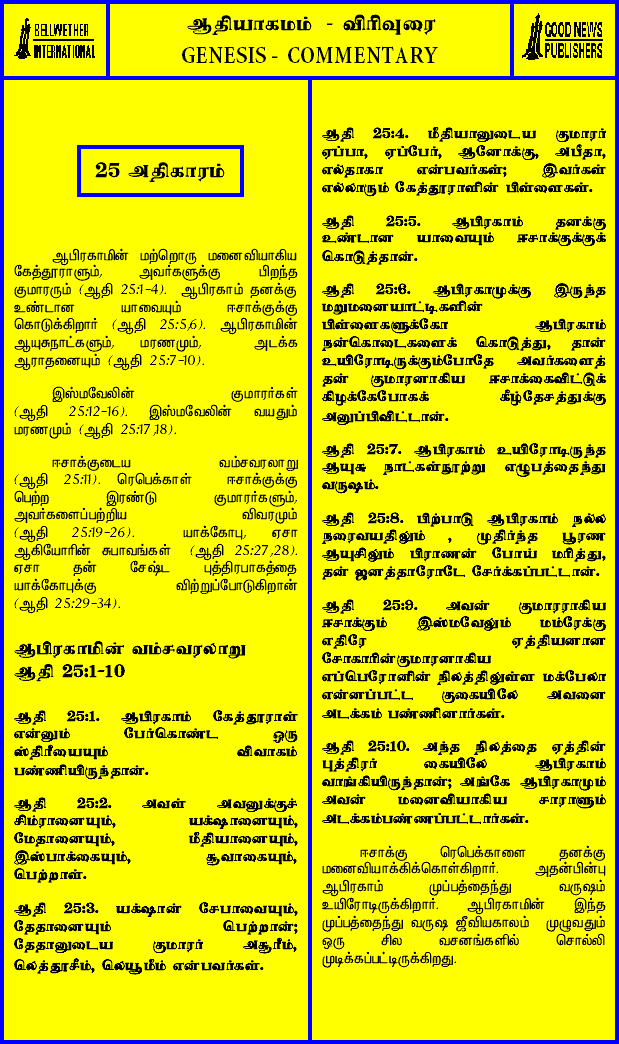 BELLWETHER
INTERNATIONAL
ஆதியாகமம் - விரிவுரை
GENESIS - COMMENTARY
GOOD NEWS
PUBLISHERS
25 அதிகாரம்
ஆபிரகாமின் மற்றொரு மனைவியாகிய
கேத்தூராளும், அவர்களுக்கு பிறந்த
குமாரரும் (ஆதி 25:1-4). ஆபிரகாம் தனக்கு
உண்டான யாவையும் ஈசாக்குக்கு
கொடுக்கிறார் (ஆதி 25:5,6). ஆபிரகாமின்
ஆயுசுநாட்களும், மரணமும், அடக்க
ஆராதனையும் (ஆதி 25:7-10).
இஸ்மவேலின் குமாரர்கள்
(ஆதி 25:12-16). இஸ்மவேலின் வயதும்
மரணமும் (ஆதி 25:17,18).
ஈசாக்குடைய வம்சவரலாறு
(ஆதி 25:11). ரெபெக்காள் ஈசாக்குக்கு
பெற்ற இரண்டு குமாரர்களும்,
அவர்களைப்பற்றிய விவரமும்
(ஆதி 25:19-26). யாக்கோபு, ஏசா
ஆகியோரின் சுபாவங்கள் (ஆதி 25:27,28).
ஏசா தன் சேஷ்ட புத்திரபாகத்தை
யாக்கோபுக்கு விற்றுப்போடுகிறான்
(ஆதி 25:29-34).
ஆபிரகாமின் வம்சவரலாறு
ஆதி 25:1-10
ஆதி 25:1. ஆபிரகாம் கேத்தூராள்
என்னும் பேர்கொண்ட ஒரு
ஸ்திரீயையும் விவாகம்
பண்ணியிருந்தான்.
ஆதி 25:2. அவள் அவனுக்குச்
சிம்ரானையும், யக்ஷானையும்,
மேதானையும், மீதியானையும்,
இஸ்பாக்கையும், சூவாகையும்,
பெற்றாள்.
ஆதி 25:3. யக்ஷான் சேபாவையும்,
தேதானையும் பெற்றான்;
தேதானுடைய குமாரர் அசூரீம்,
லெத்தூசீம், லெயூமீம் என்பவர்கள்.
ஆதி 25:4. மீதியானுடைய குமாரர்
ஏப்பா, ஏப்பேர், ஆனோக்கு, அபீதா,
எல்தாகா என்பவர்கள்; இவர்கள்
எல்லாரும் கேத்தூராளின் பிள்ளைகள்.
ஆதி 25:5. ஆபிரகாம் தனக்கு
உண்டான யாவையும் ஈசாக்குக்குக்
கொடுத்தான்.
ஆதி 25:6. ஆபிரகாமுக்கு இருந்த
மறுமனையாட்டிகளின்
பிள்ளைகளுக்கோ ஆபிரகாம்
நன்கொடைகளைக் கொடுத்து, தான்
உயிரோடிருக்கும்போதே அவர்களைத்
தன் குமாரனாகிய ஈசாக்கைவிட்டுக்
கிழக்கேபோகக் கீழ்தேசத்துக்கு
அனுப்பிவிட்டான்.
ஆதி 25:7. ஆபிரகாம் உயிரோடிருந்த
ஆயுசு நாட்கள்நூற்று எழுபத்தைந்து
வருஷம்.
ஆதி 25:8. பிற்பாடு ஆபிரகாம் நல்ல
நரைவயதிலும் , முதிர்ந்த பூரண
ஆயுசிலும் பிராணன் போய் மரித்து,
தன் ஜனத்தாரோடே சேர்க்கப்பட்டான்.
ஆதி 25:9. அவன் குமாரராகிய
ஈசாக்கும் இஸ்மவேலும் மம்ரேக்கு
எதிரே ஏத்தியனான
சோகாரின்குமாரனாகிய
எப்பெரோனின் நிலத்திலுள்ள மக்பேலா
என்னப்பட்ட குகையிலே அவனை
அடக்கம் பண்ணினார்கள்.
ஆதி 25:10. அந்த நிலத்தை ஏத்தின்
புத்திரர் கையிலே ஆபிரகாம்
வாங்கியிருந்தான்; அங்கே ஆபிரகாமும்
அவன் மனைவியாகிய சாராளும்
அடக்கம்பண்ணப்பட்டார்கள்.
ஈசாக்கு ரெபெக்காளை தனக்கு
மனைவியாக்கிக்கொள்கிறார். அதன்பின்பு
ஆபிரகாம் முப்பத்தைந்து வருஷம்
உயிரோடிருக்கிறார். ஆபிரகாமின் இந்த
முப்பத்தைந்து வருஷ ஜீவியகாலம் முழுவதும்
ஒரு சில வசனங்களில் சொல்லி
முடிக்கப்பட்டிருக்கிறது.